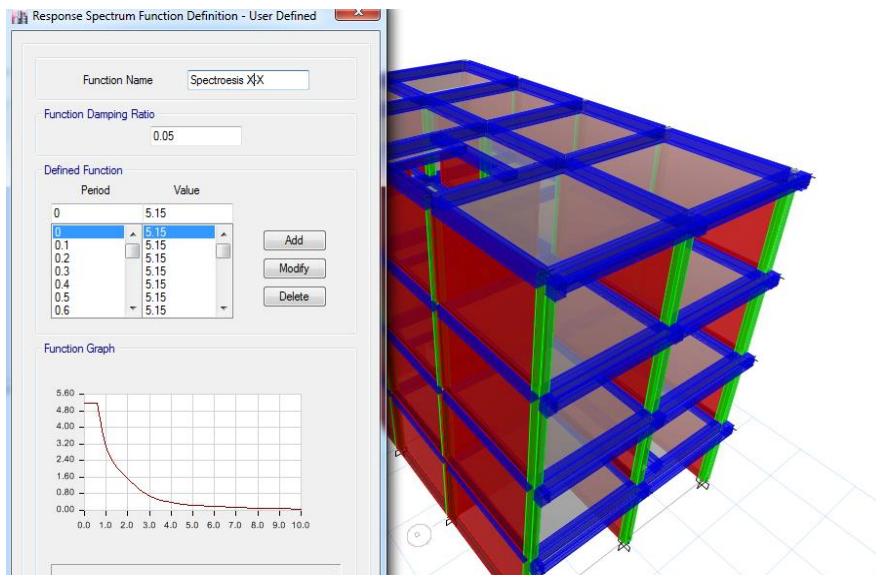 Response Spectrum Function Definition - User Defined
Function Name Spectroesis X-X
Function Damping Ratio
0.05
Defined Function
Period Value
0 5.15
0 5.15
0.1 5.15
0.2 5.15
0.3 5.15
0.4 5.15
0.5 5.15
0.6 5.15
Add
Modify
Delete
Function Graph
5.60
4.80
4.00
3.20
2.40
1.60
0.80
0.00
0.0 1.0 2.0 3.0 4.0 5.0 6.0 7.0 8.0 9.0 10.0